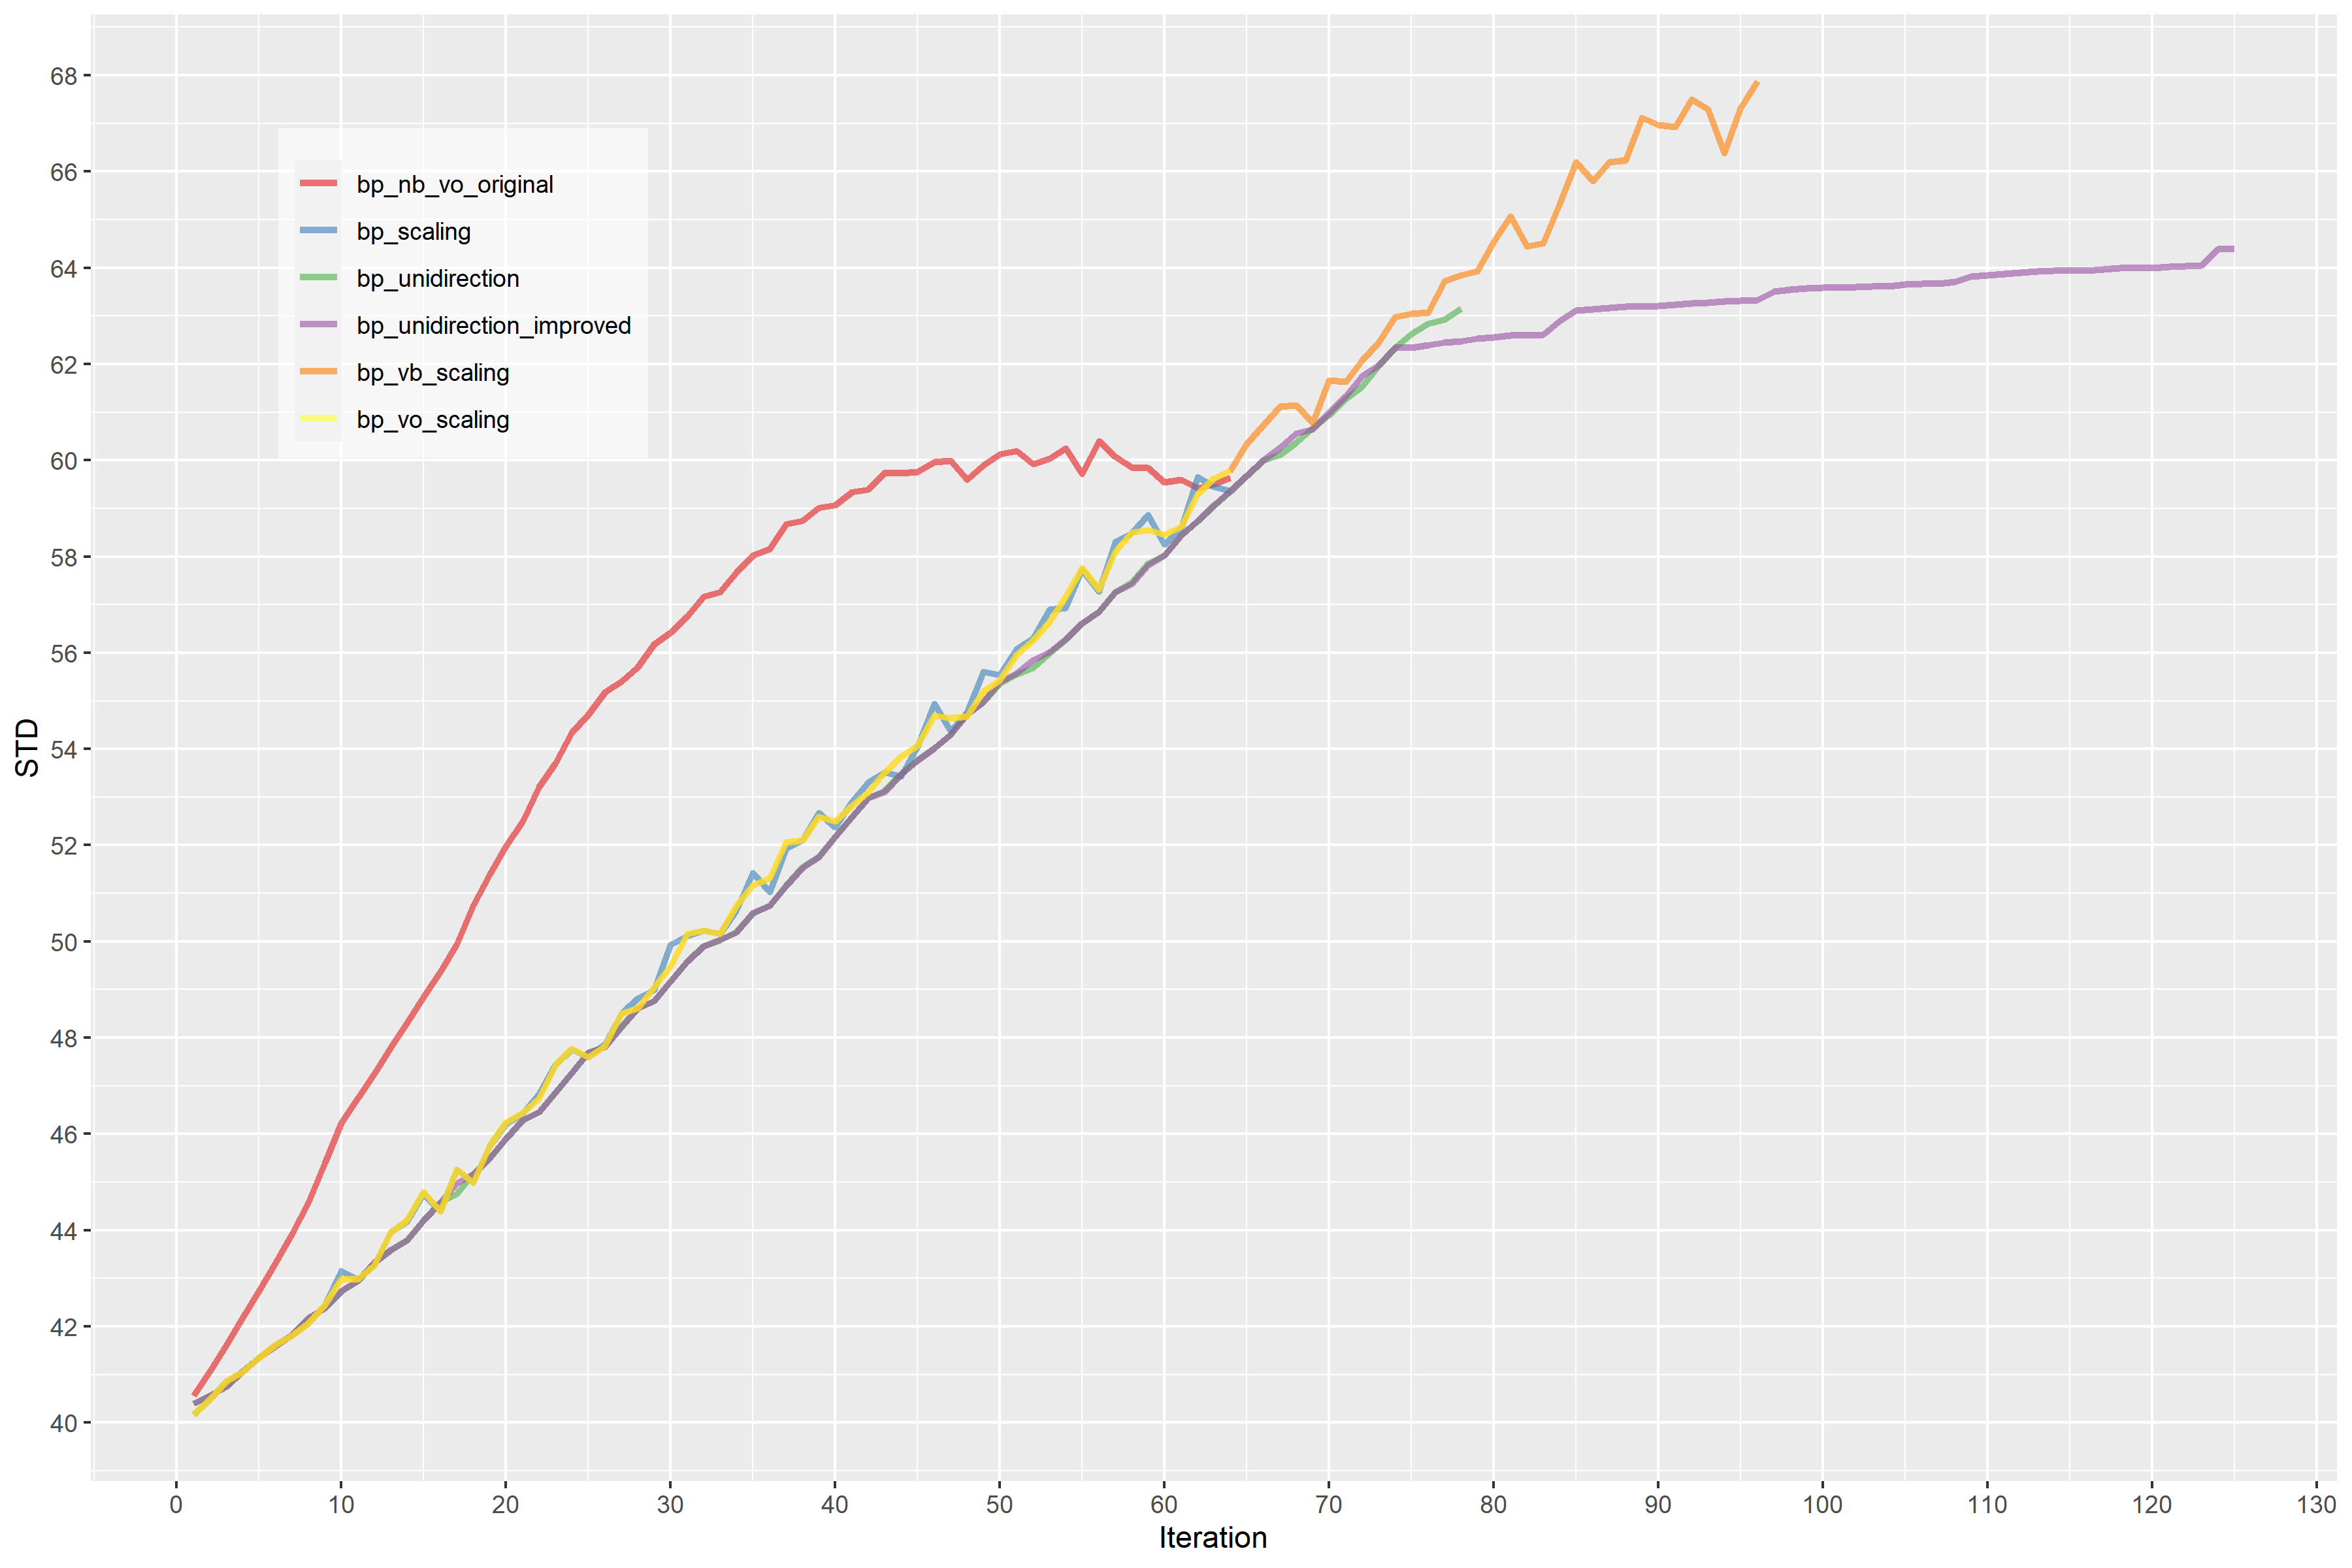 68
66
64
62
60
58
56
54
52
50
48
46
44
42
40
STD
bp_nb_vo_original
bp_scaling
bp_unidirection
bp_unidirection_improved
bp_vb_scaling
bp_vo_scaling
0 10 20 30 40 50 60 70 80 90 100 110 120 130
Iteration